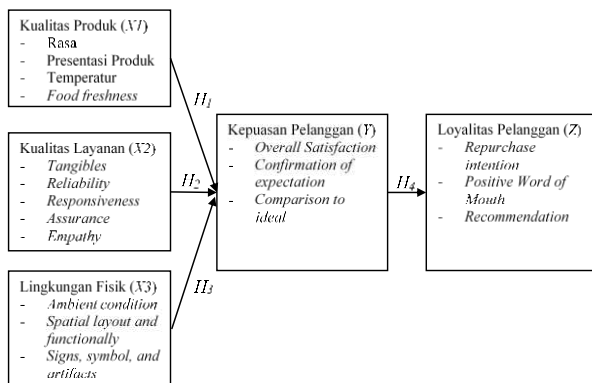 Kualitas Produk (X1)
- Rasa
- Presentasi Produk
- Temperatur
- Food freshness
H1
Kualitas Layanan (X2)
- Tangibles
- Reliability
- Responsiveness
- Assurance
- Empathy
H2
Lingkungan Fisik (X3)
- Ambient condition
- Spatial layout and
functionally
- Signs, symbol, and
artifacts
H3
Kepuasan Pelanggan (Y)
- Overall Satisfaction
- Confirmation of
expectation
- Comparison to
ideal
H4
Loyalitas Pelanggan (Z)
- Repurchase
intention
- Positive Word of
Mouth
- Recommendation